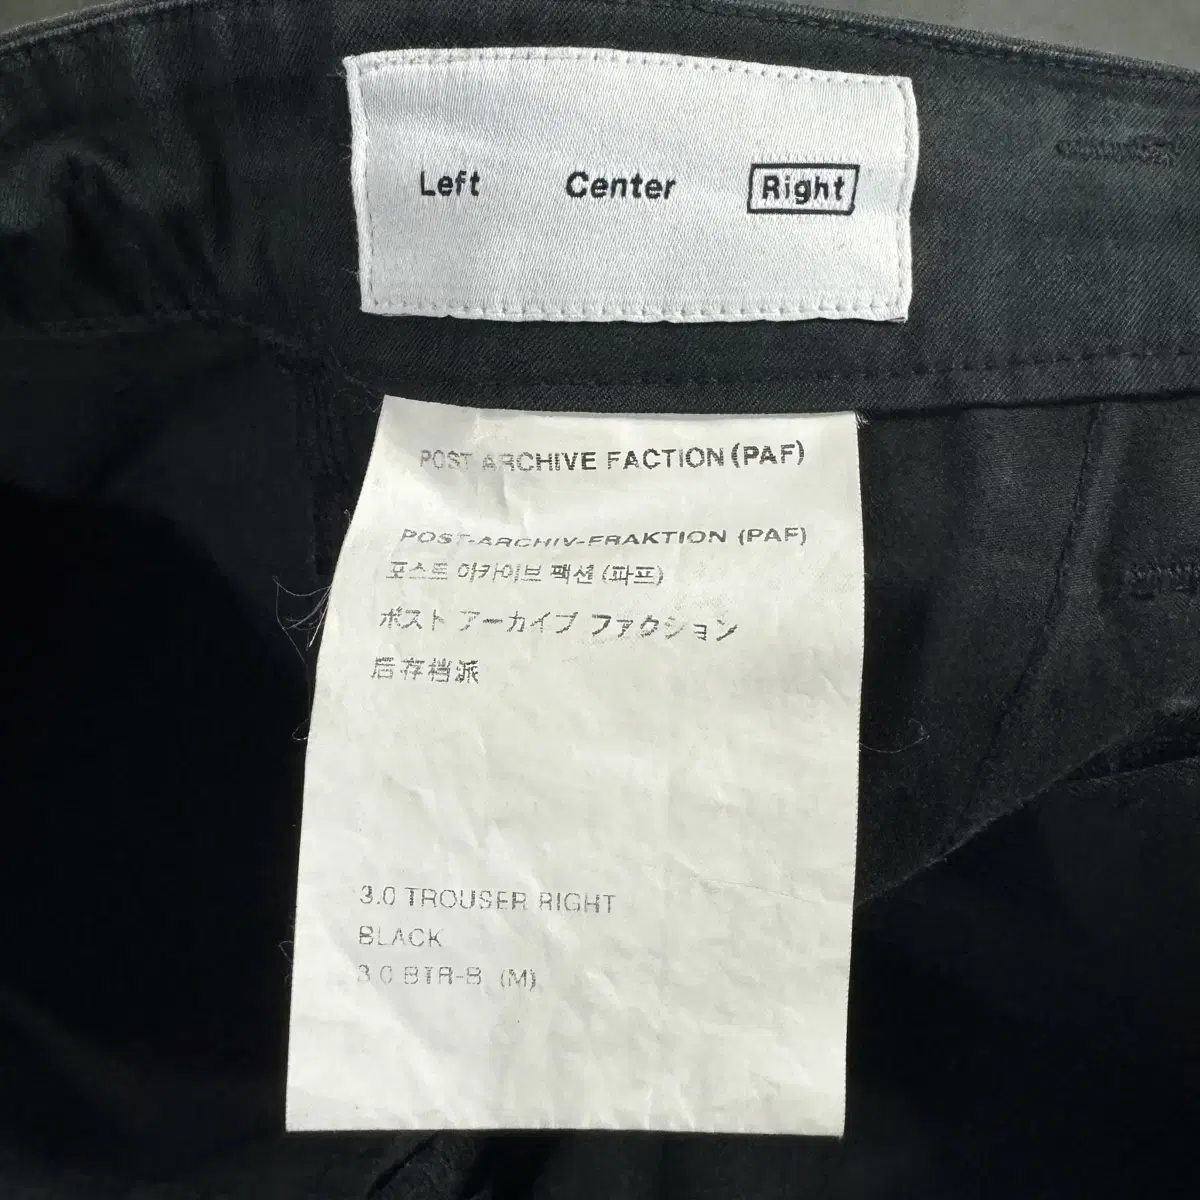 Left Center Right
POST ARCHIVE FACTION (PAF)
POST-ARCHIV-FRAKTION (PAF)
포스트 아카이브 팩션 (파프)
ポスト アーカイブ ファクション
后存档派
3.0 TROUSER RIGHT
BLACK
3.0 BTR-B (M)